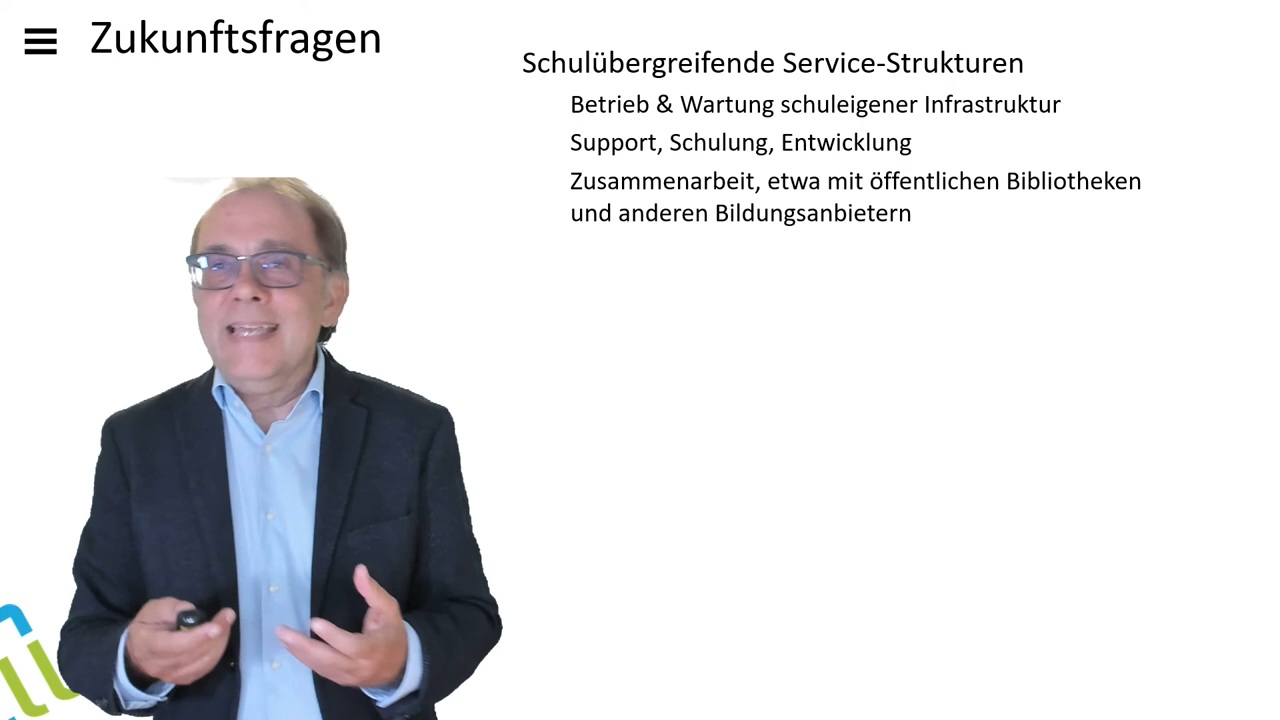 Zukunftsfragen
Schulübergreifende Service-Strukturen
Betrieb & Wartung schuleigener Infrastruktur
Support, Schulung, Entwicklung
Zusammenarbeit, etwa mit öffentlichen Bibliotheken
und anderen Bildungsanbietern